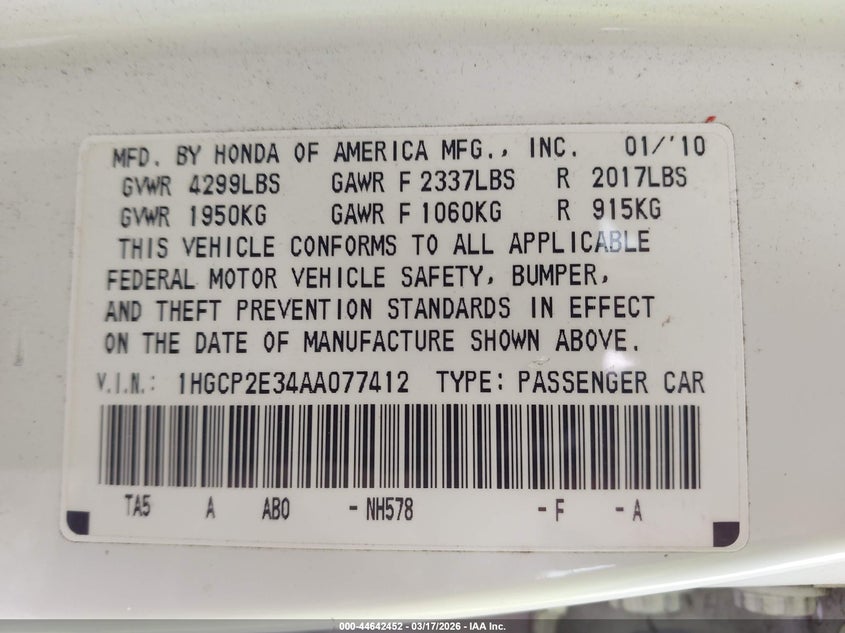 MFD. BY HONDA OF AMERICA MFG., INC. 01/'10
GVWR 4299LBS GAWR F 2337LBS R 2017LBS
GVWR 1950KG GAWR F 1060KG R 915KG
THIS VEHICLE CONFORMS TO ALL APPLICABLE
FEDERAL MOTOR VEHICLE SAFETY, BUMPER,
AND THEFT PREVENTION STANDARDS IN EFFECT
ON THE DATE OF MANUFACTURE SHOWN ABOVE.
V.I.N.: 1HGCP2E34AA077412 TYPE: PASSENGER CAR
TA5 A AB0 - NH578 - F - A
000-44642452 - 03/17/2026 - IAA Inc.